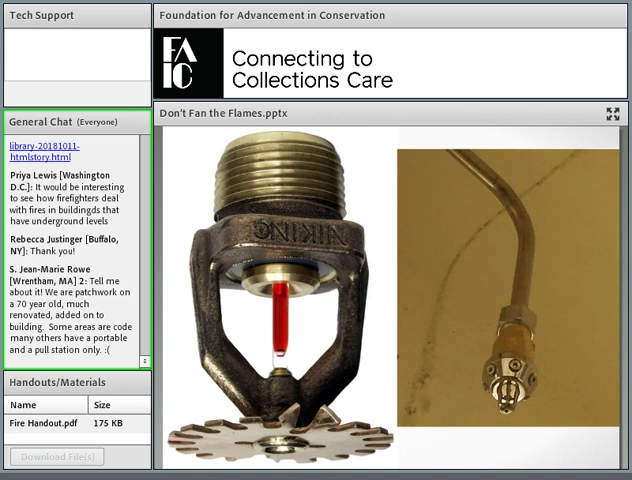 Tech Support
Foundation for Advancement in Conservation
FA
IC
Connecting to
Collections Care
General Chat (Everyone)
library-20181011-
htmlstory.html
Priya Lewis [Washington
D.C.]: It would be interesting
to see how firefighters deal
with fires in buildingds that
have underground levels
Rebecca Justinger [Buffalo,
NY]: Thank you!
S. Jean-Marie Rowe
[Wrentham, MA] 2: Tell me
about it! We are patchwork on
a 70 year old, much
renovated, added on to
building. Some areas are code
many others have a portable
and a pull station only. :(
Handouts/Materials
Name Size
Fire Handout.pdf 175 KB
Download File(s)
Don't Fan the Flames.pptx
VIKING